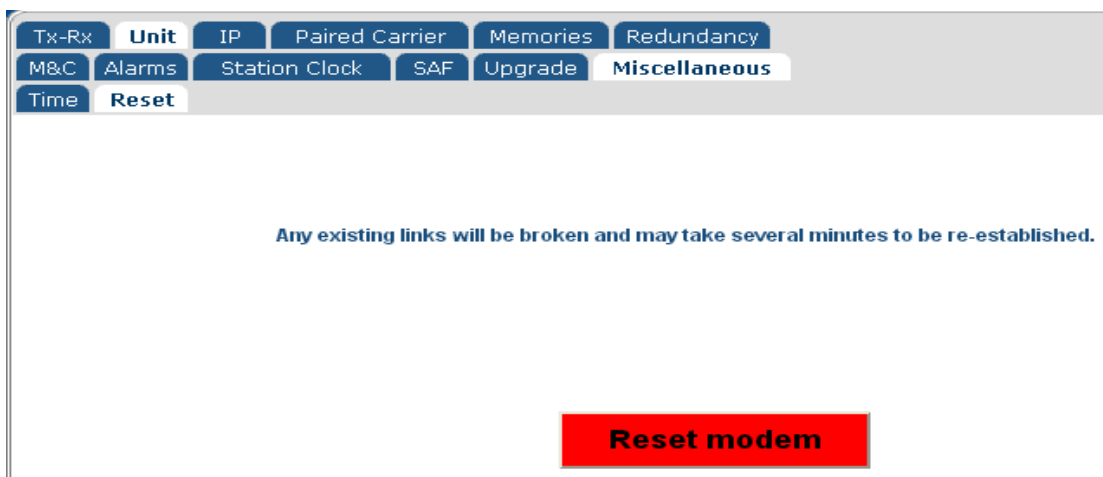 Tx-Rx Unit IP Paired Carrier Memories Redundancy
M&C Alarms Station Clock SAF Upgrade Miscellaneous
Time Reset
Any existing links will be broken and may take several minutes to be re-established.
Reset modem